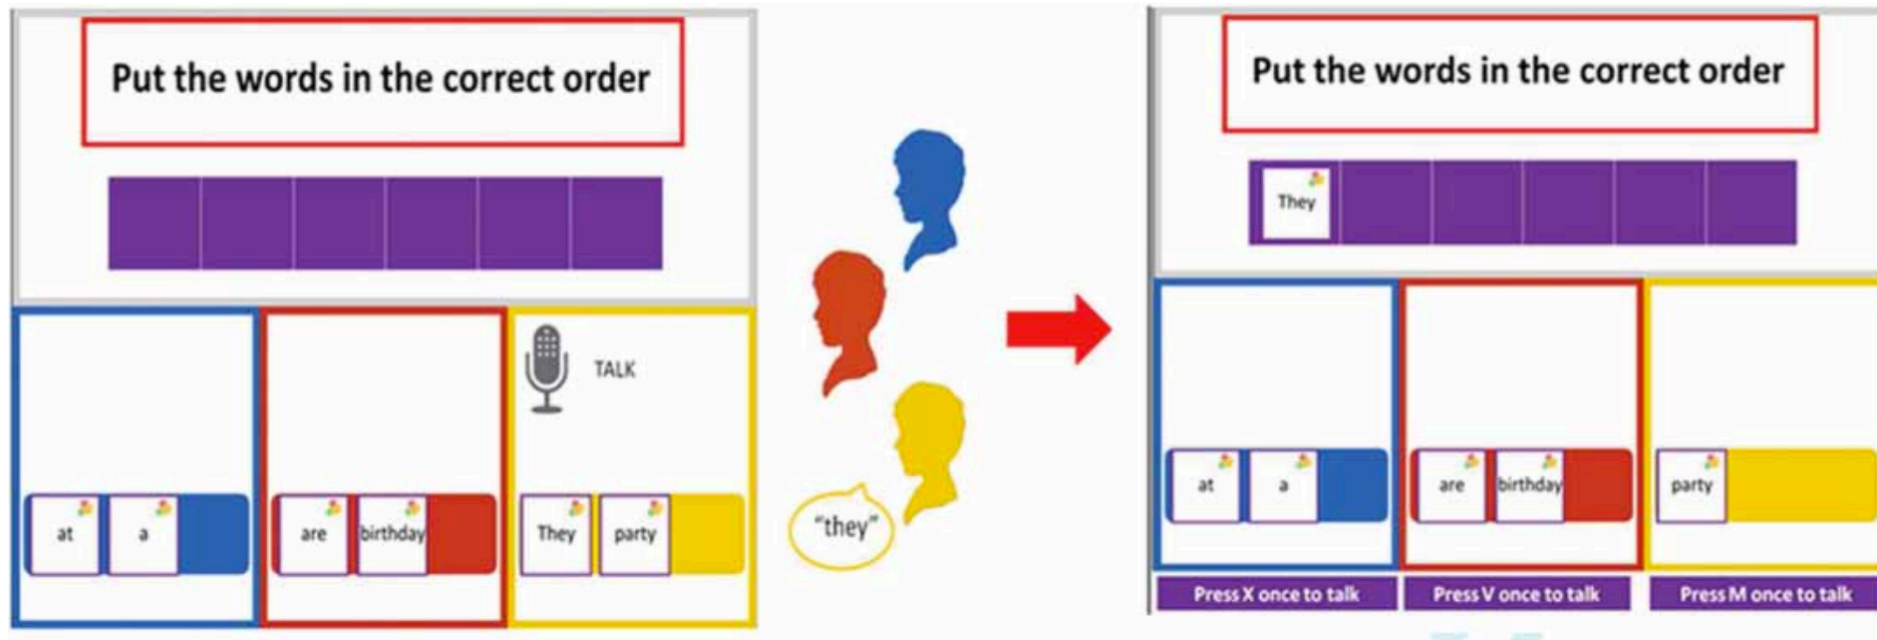 Put the words in the correct order
TALK
at a are birthday They party
"they"
Put the words in the correct order
They
at a are birthday party
Press X once to talk Press V once to talk Press M once to talk